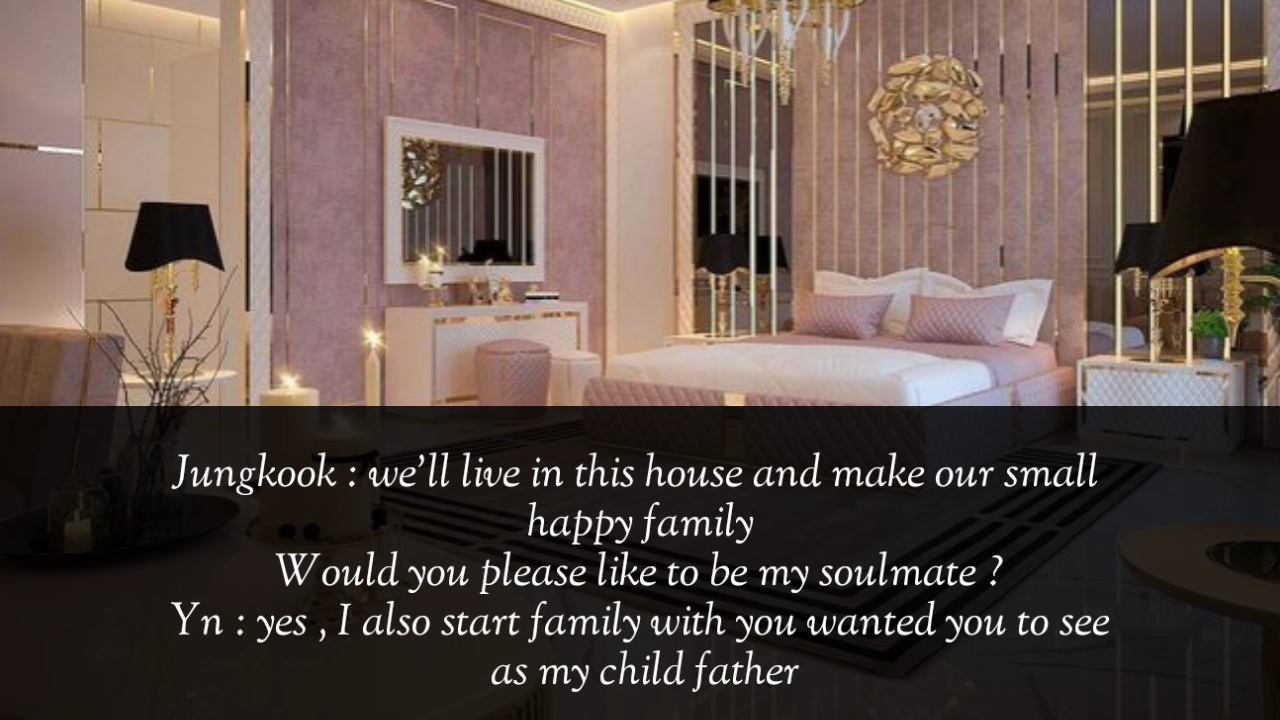 Jungkook : we'll live in this house and make our small
happy family
Would you please like to be my soulmate ?
Yn : yes , I also start family with you wanted you to see
as my child father